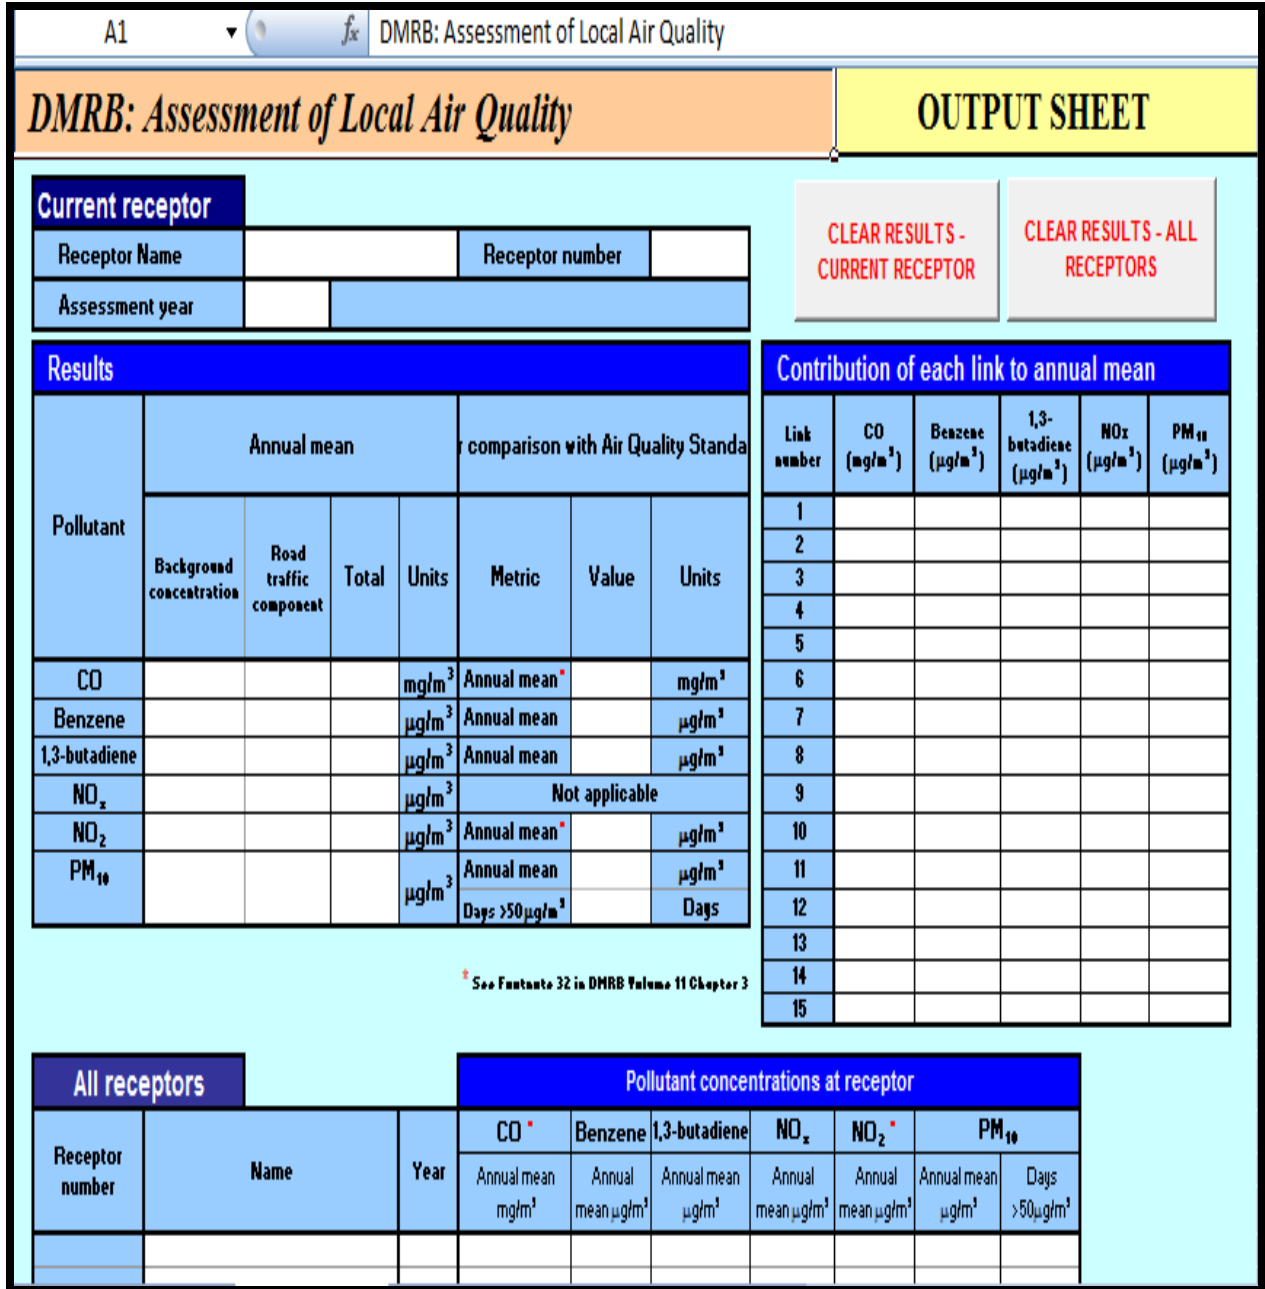 A1 fx DMRB: Assessment of Local Air Quality
DMRB: Assessment of Local Air Quality
OUTPUT SHEET
Current receptor
Receptor Name
Receptor number
Assessment year
CLEAR RESULTS -
CURRENT RECEPTOR
CLEAR RESULTS - ALL
RECEPTORS
Results
Pollutant
Annual mean
r comparison with Air Quality Standa
Background
concentration
Road
traffic
component
Total
Units
Metric
Value
Units
CO mg/m³ Annual mean* mg/m³
Benzene µg/m³ Annual mean µg/m³
1,3-butadiene µg/m³ Annual mean µg/m³
NOx µg/m³ Not applicable
NO2 µg/m³ Annual mean* µg/m³
PM10 µg/m³ Annual mean µg/m³
Days >50µg/m³ Days
* See Footnote 32 in DMRB Volume 11 Chapter 3
Contribution of each link to annual mean
Link
number
CO
(mg/m³)
Benzene
(µg/m³)
1,3-
butadiene
(µg/m³)
NOx
(µg/m³)
PM10
(µg/m³)
1
2
3
4
5
6
7
8
9
10
11
12
13
14
15
All receptors
Pollutant concentrations at receptor
Receptor
number
Name
Year
CO *
Benzene
1,3-butadiene
NOx
NO2 *
PM10
Annual mean
mg/m³
Annual
mean µg/m³
Annual mean
µg/m³
Annual
mean µg/m³
Annual
mean µg/m³
Annual mean
µg/m³
Days
>50µg/m³